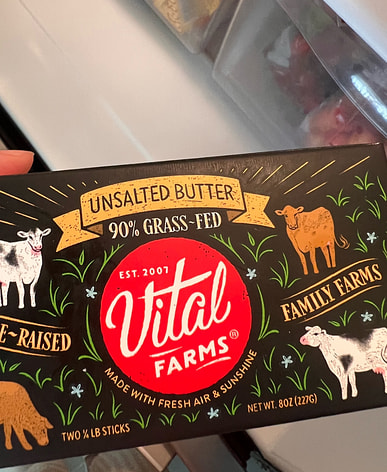 UNSALTED BUTTER
90% GRASS-FED
EST. 2007
Vital
FARMS®
MADE WITH FRESH AIR & SUNSHINE
E-RAISED
FAMILY FARMS
TWO ¼ LB STICKS
NET WT. 8OZ (227G)